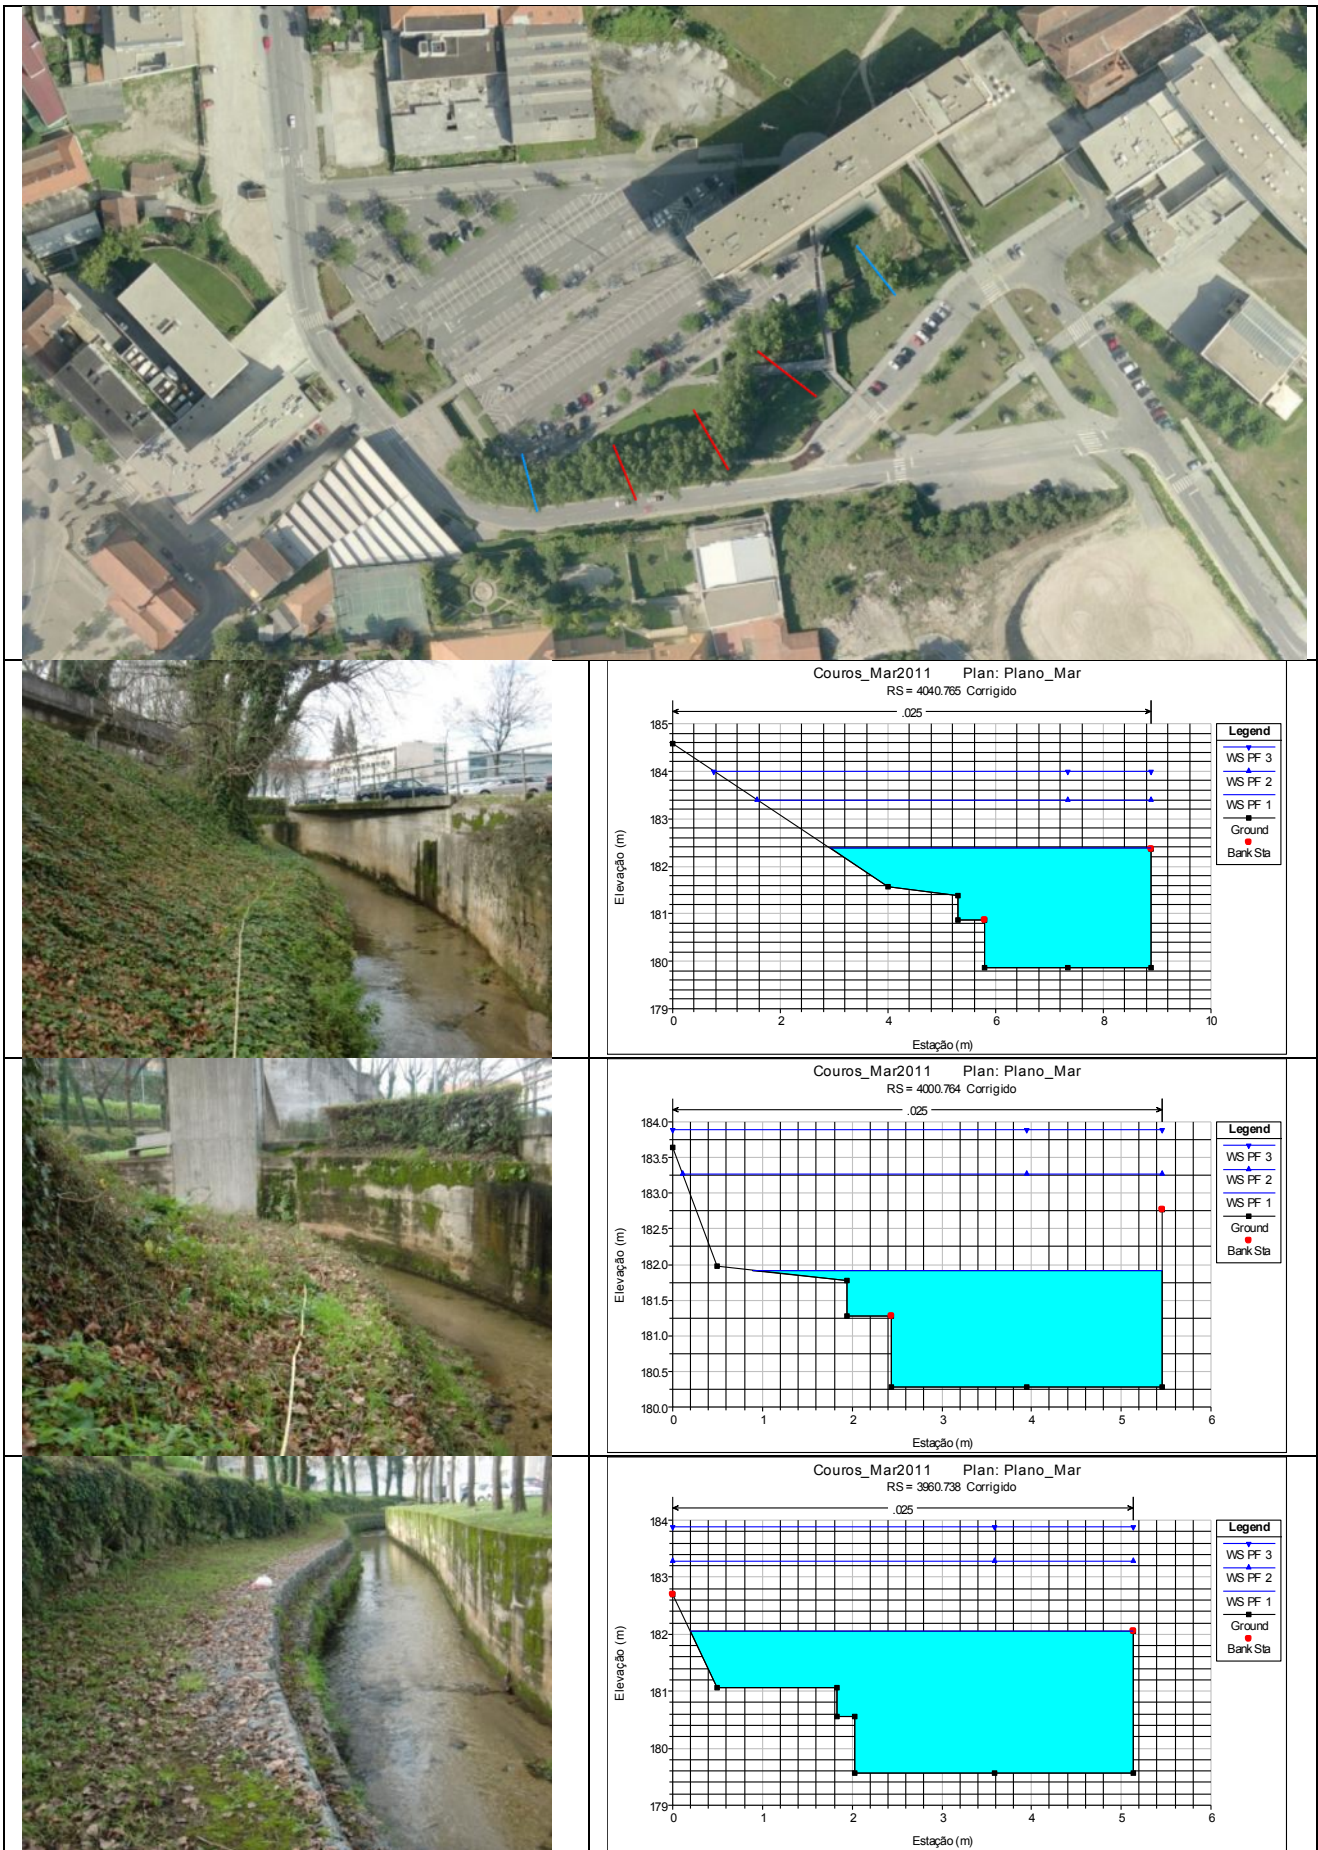 Couros_Mar2011 Plan: Plano_Mar
RS = 4040.765 Corrigido
.025
185
184
183
182
181
180
179
0 2 4 6 8 10
Elevação (m)
Estação (m)
Legend
WS PF 3
WS PF 2
WS PF 1
Ground
Bank Sta
Couros_Mar2011 Plan: Plano_Mar
RS = 4000.764 Corrigido
.025
184.0
183.5
183.0
182.5
182.0
181.5
181.0
180.5
180.0
0 1 2 3 4 5 6
Elevação (m)
Estação (m)
Legend
WS PF 3
WS PF 2
WS PF 1
Ground
Bank Sta
Couros_Mar2011 Plan: Plano_Mar
RS = 3960.738 Corrigido
.025
184
183
182
181
180
179
0 1 2 3 4 5 6
Elevação (m)
Estação (m)
Legend
WS PF 3
WS PF 2
WS PF 1
Ground
Bank Sta